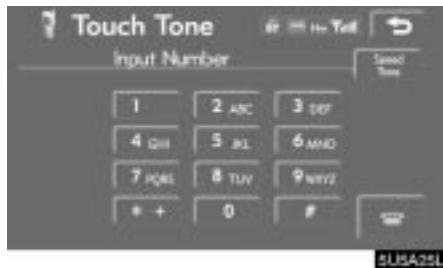 Touch Tone
Input Number
Speed
Tone
1 2 ABC 3 DEF
4 GHI 5 JKL 6 MNO
7 PQRS 8 TUV 9 WXYZ
* + 0 #